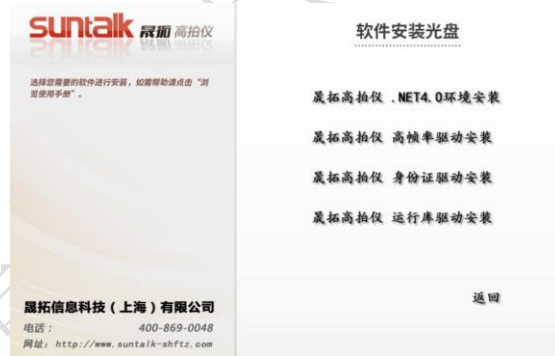 suntalk 晟拓 高拍仪
选择您需要的软件进行安装，如需帮助请点击“浏
览使用手册”。
晟拓信息科技（上海）有限公司
电话： 400-869-0048
网址：http://www.suntalk-shftz.com
软件安装光盘
晟拓高拍仪 .NET4.0环境安装
晟拓高拍仪 高帧率驱动安装
晟拓高拍仪 身份证驱动安装
晟拓高拍仪 运行库驱动安装
返回